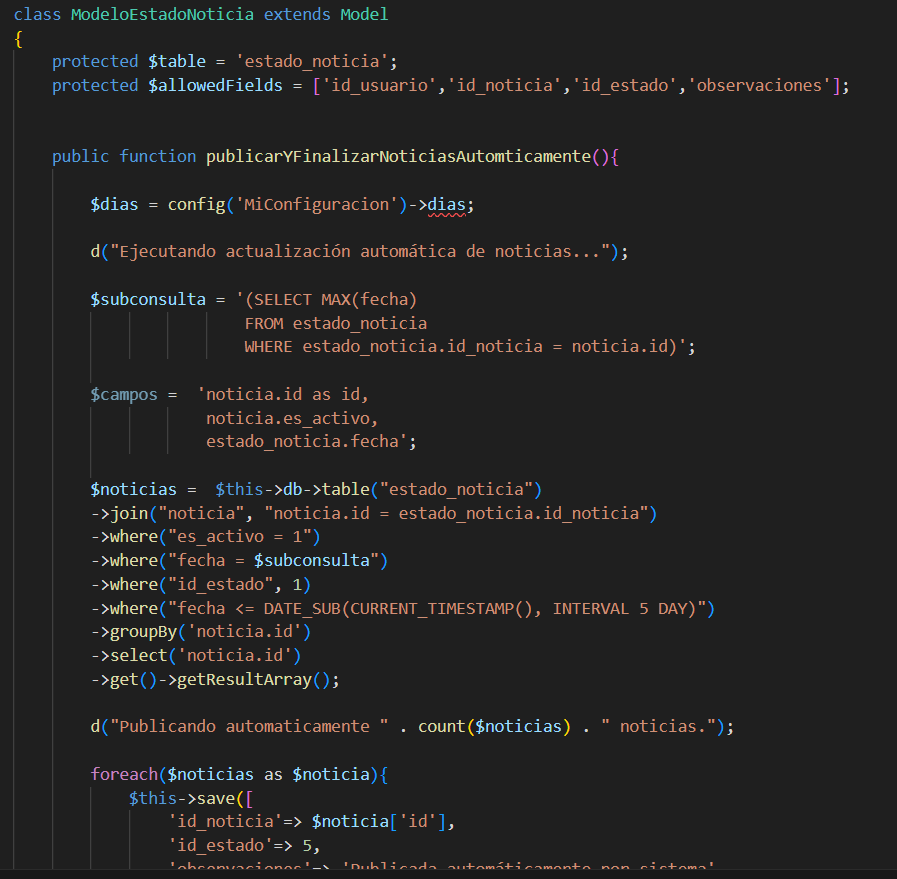 class ModeloEstadoNoticia extends Model
{
protected $table = 'estado_noticia';
protected $allowedFields = ['id_usuario','id_noticia','id_estado','observaciones'];
public function publicarYFinalizarNoticiasAutomticamente(){
$dias = config('MiConfiguracion')->dias;
d("Ejecutando actualización automática de noticias...");
$subconsulta = '(SELECT MAX(fecha)
FROM estado_noticia
WHERE estado_noticia.id_noticia = noticia.id)';
$campos =  'noticia.id as id,
noticia.es_activo,
estado_noticia.fecha';
$noticias =  $this->db->table("estado_noticia")
->join("noticia", "noticia.id = estado_noticia.id_noticia")
->where("es_activo = 1")
->where("fecha = $subconsulta")
->where("id_estado", 1)
->where("fecha <= DATE_SUB(CURRENT_TIMESTAMP(), INTERVAL 5 DAY)")
->groupBy('noticia.id')
->select('noticia.id')
->get()->getResultArray();
d("Publicando automaticamente " . count($noticias) . " noticias.");
foreach($noticias as $noticia){
$this->save([
'id_noticia'=> $noticia['id'],
'id_estado'=> 5,
'observaciones'=> 'Publicada automáticamente por sistema'